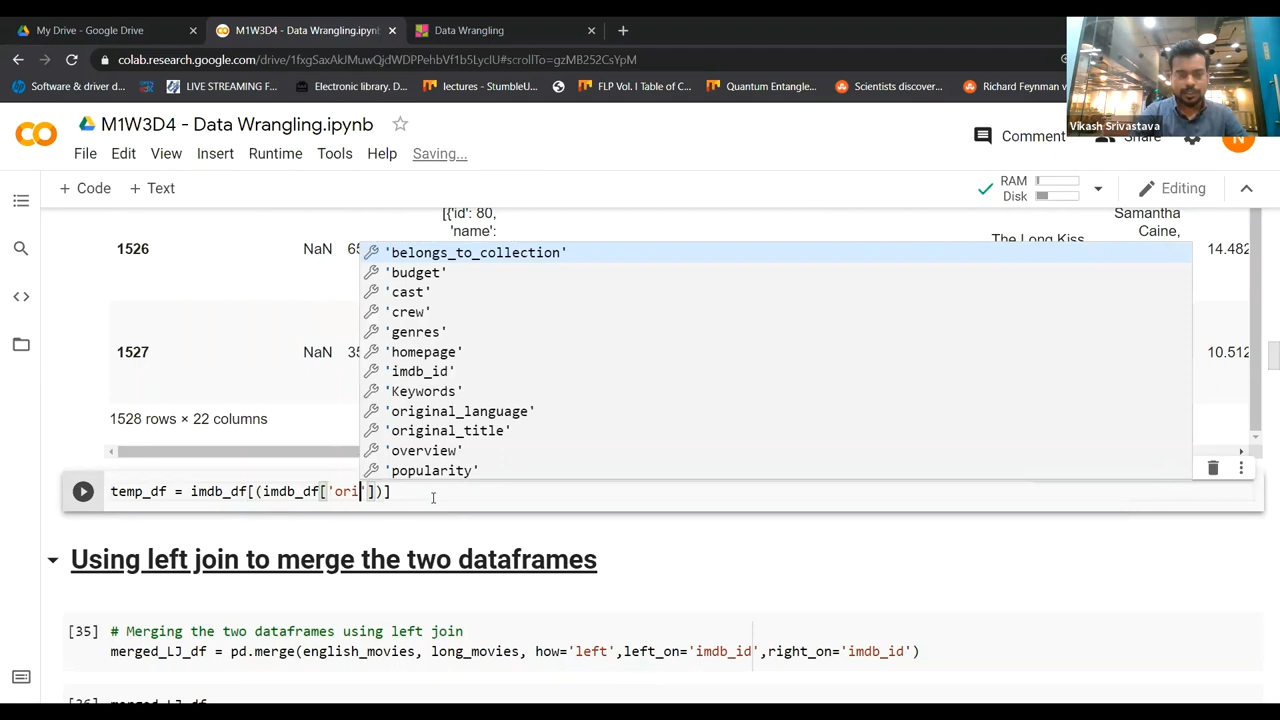 My Drive - Google Drive
M1W3D4 - Data Wrangling.ipynb
Data Wrangling
colab.research.google.com/drive/1fxgSaxAkJMuwQjcfWDPPehbVf1b5LycIU#scrollTo=gzMB252CsYpM
Software & driver d...
LIVE STREAMING F...
Electronic library. D...
lectures - StumbleU...
FLP Vol. I Table of C...
Quantum Entangle...
Scientists discover...
Richard Feynman
Vikash Srivastava
M1W3D4 - Data Wrangling.ipynb
File Edit View Insert Runtime Tools Help Saving...
Comment
Share
+ Code + Text
RAM
Disk
Editing
[{'id': 80,
'name':
Samantha
Caine,
1526 NaN 65
The Long Kiss
14.482
'belongs_to_collection'
'budget'
'cast'
'crew'
'genres'
'homepage'
'imdb_id'
'Keywords'
'original_language'
'original_title'
'overview'
'popularity'
1527 NaN 35
10.512
1528 rows × 22 columns
temp_df = imdb_df[(imdb_df['ori'])]
Using left join to merge the two dataframes
[35] # Merging the two dataframes using left join
merged_LJ_df = pd.merge(english_movies, long_movies, how='left',left_on='imdb_id',right_on='imdb_id')